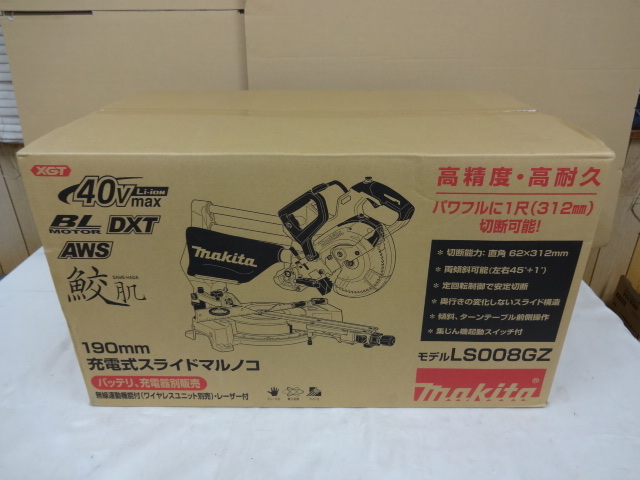 XGT
40Vmax Li-ion
BL MOTOR DXT
AWS
鮫肌
SAME-HADA
makita
190mm
充電式スライドマルノコ
バッテリ、充電器別販売
無線連動機能付(ワイヤレスユニット別売)・レーザー付
高精度・高耐久
パワフルに1尺(312mm)
切断可能!
＊切断能力: 直角 62×312mm
＊両傾斜可能(左右45°+1°)
＊定回転制御で安定切断
＊奥行きの変化しないスライド構造
＊傾斜、ターンテーブル前側操作
＊集じん機起動スイッチ付
モデルLS008GZ
makita